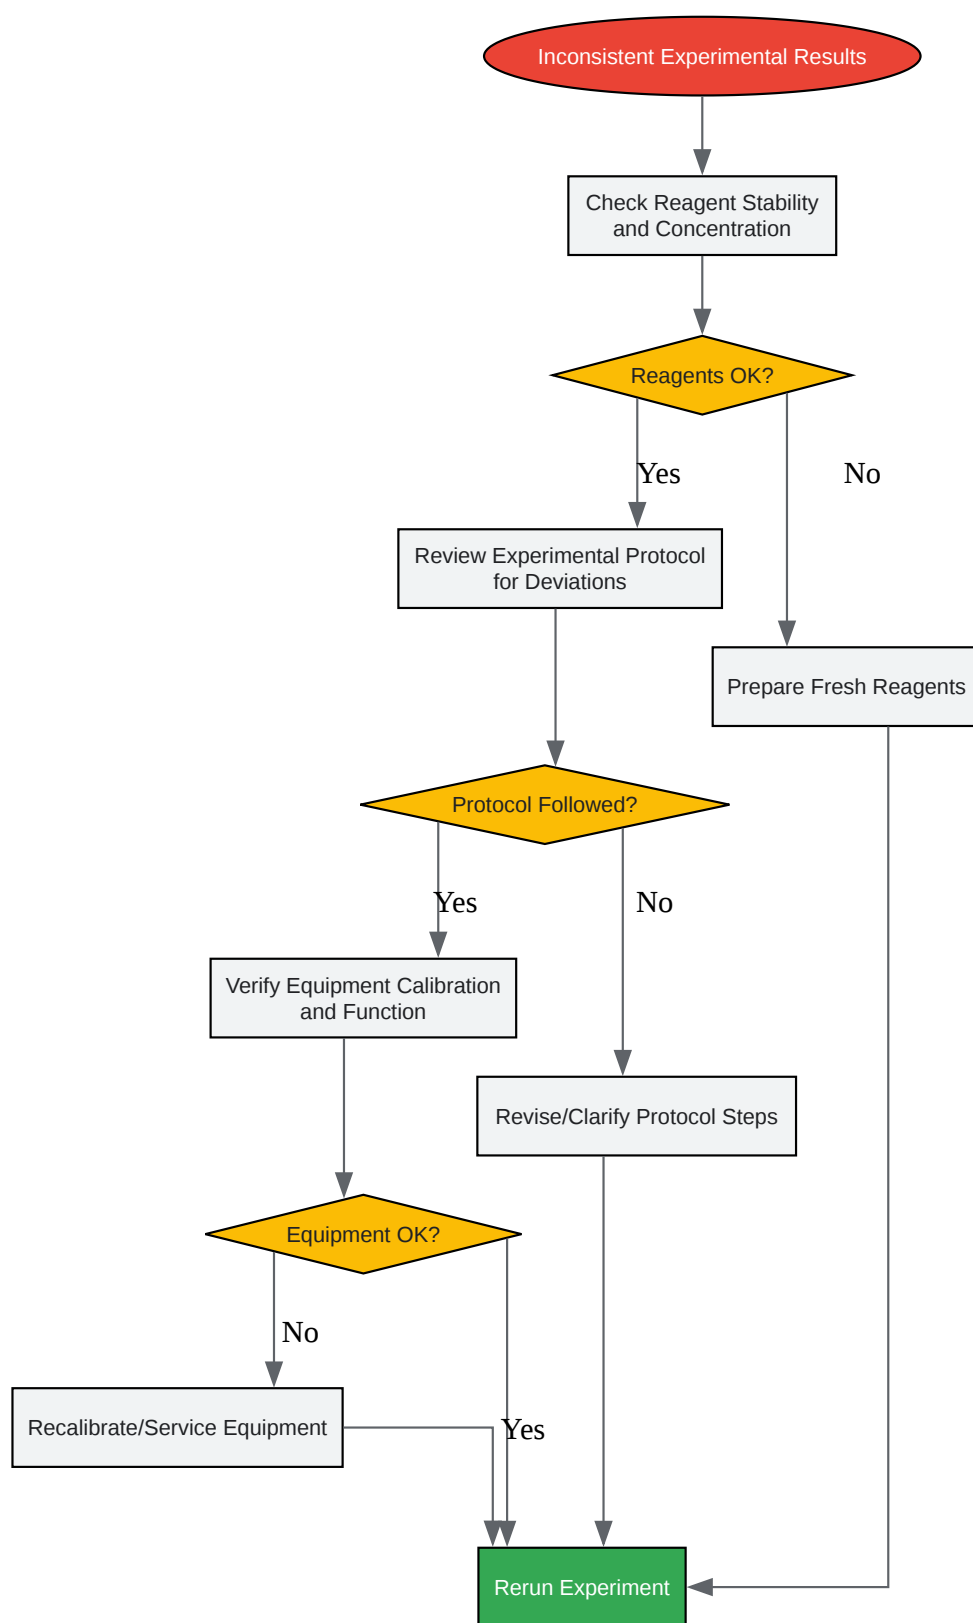 Inconsistent Experimental Results
Check Reagent Stability
and Concentration
Reagents OK?
Yes
No
Review Experimental Protocol
for Deviations
Prepare Fresh Reagents
Protocol Followed?
Yes
No
Verify Equipment Calibration
and Function
Revise/Clarify Protocol Steps
Equipment OK?
No
Recalibrate/Service Equipment
Yes
Rerun Experiment